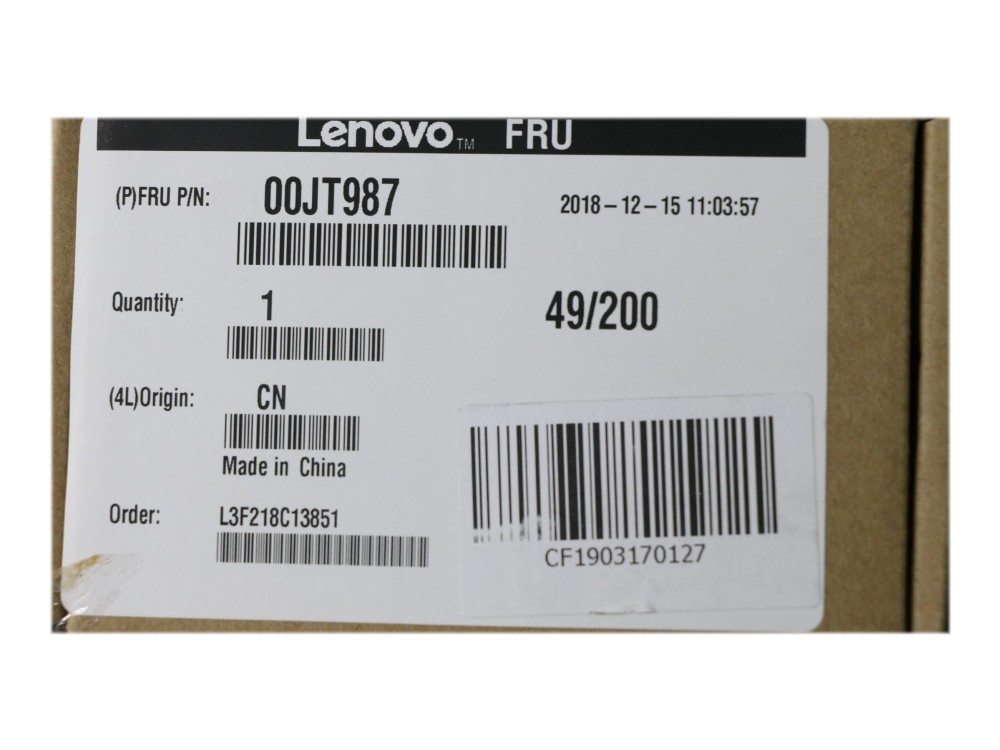 Lenovo™ FRU
(P)FRU P/N: 00JT987 2018-12-15 11:03:57
Quantity: 1 49/200
(4L)Origin: CN
Made in China
Order: L3F218C13851
CF1903170127